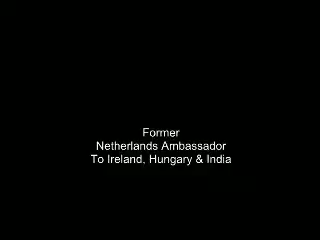 Former
Netherlands Ambassador
To Ireland, Hungary & India